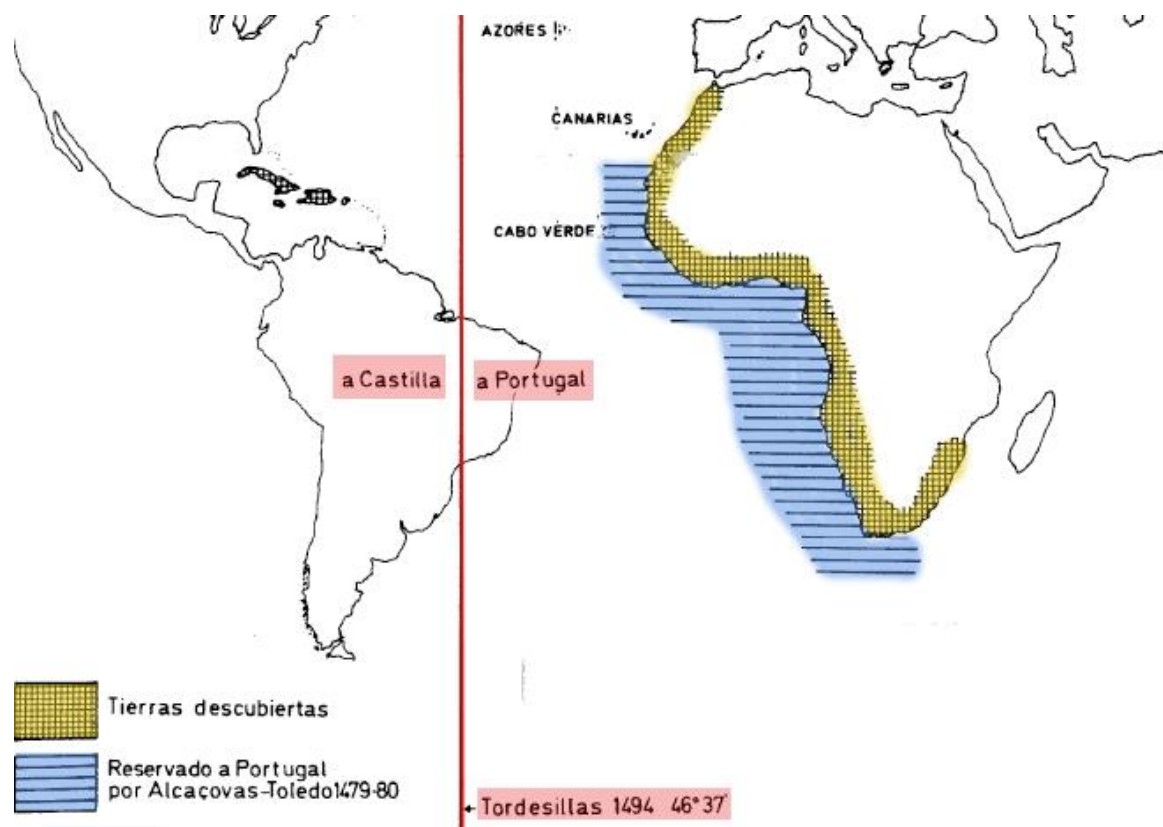 AZORES
CANARIAS
CABO VERDE
a Castilla
a Portugal
Tierras descubiertas
Reservado a Portugal
por Alcaçovas-Toledo 1479-80
Tordesillas 1494 46°37'